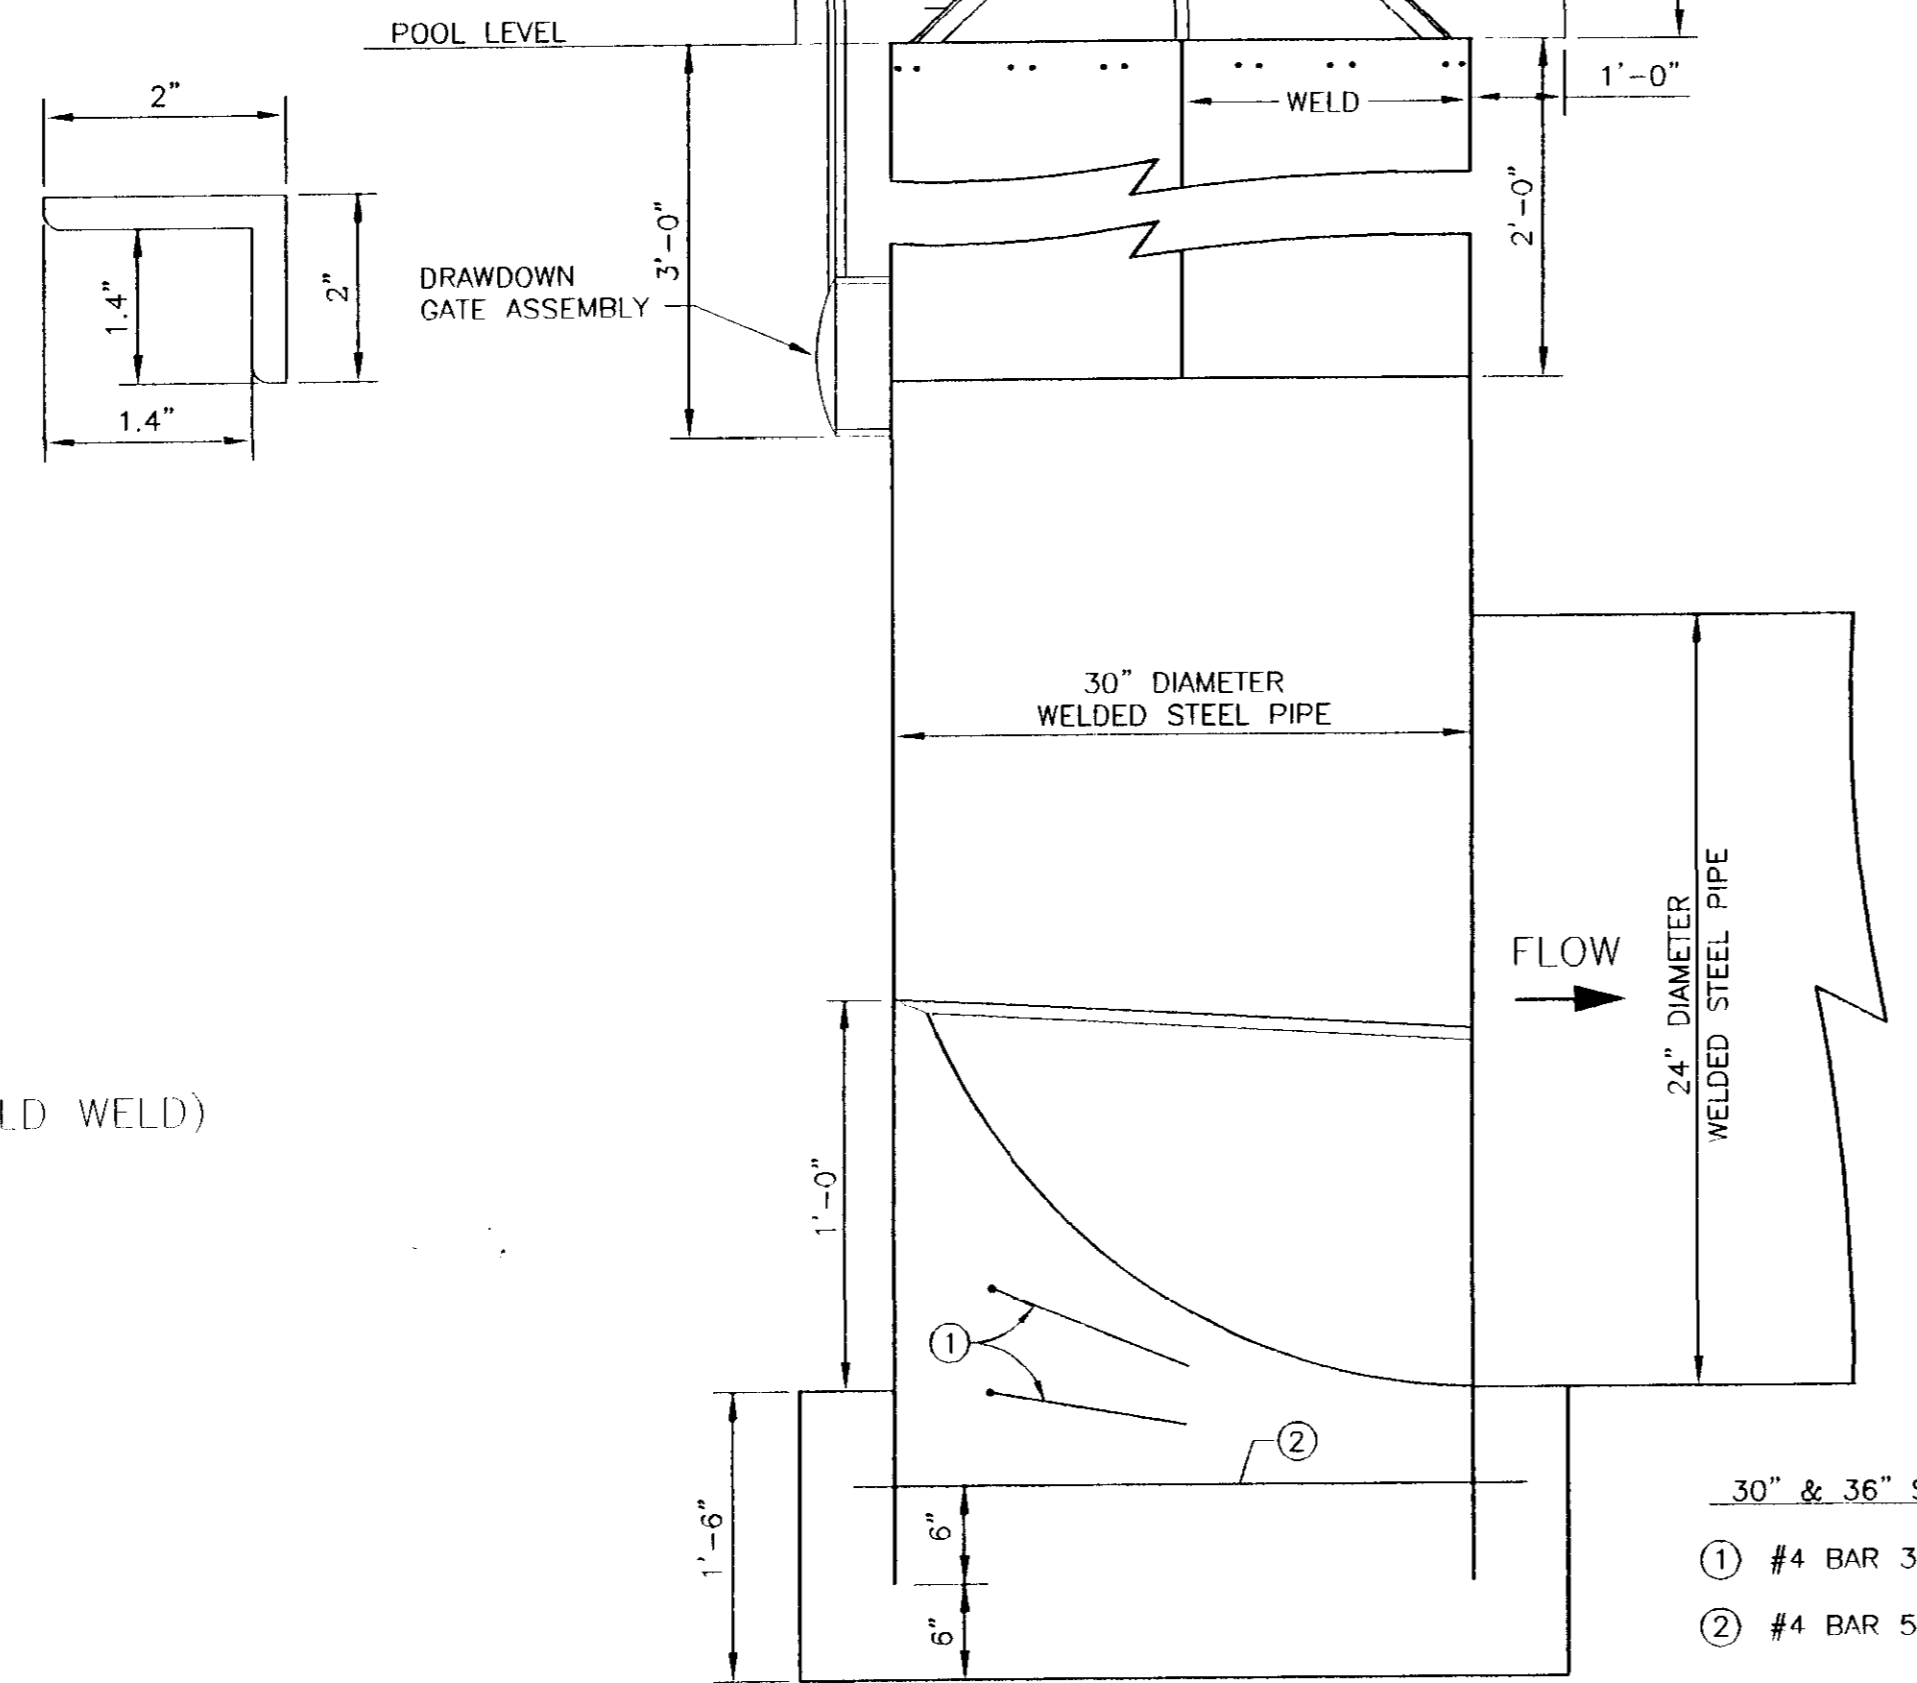 POOL LEVEL
2"
1'-0"
WELD
3'-0"
2'-0"
DRAWDOWN
GATE ASSEMBLY
1.4"
2"
1.4"
30" DIAMETER
WELDED STEEL PIPE
FLOW
24" DIAMETER
WELDED STEEL PIPE
LD WELD)
1'-0"
1
2
1'-6"
6"
6"
30" & 36" S
1 #4 BAR 3
2 #4 BAR 5